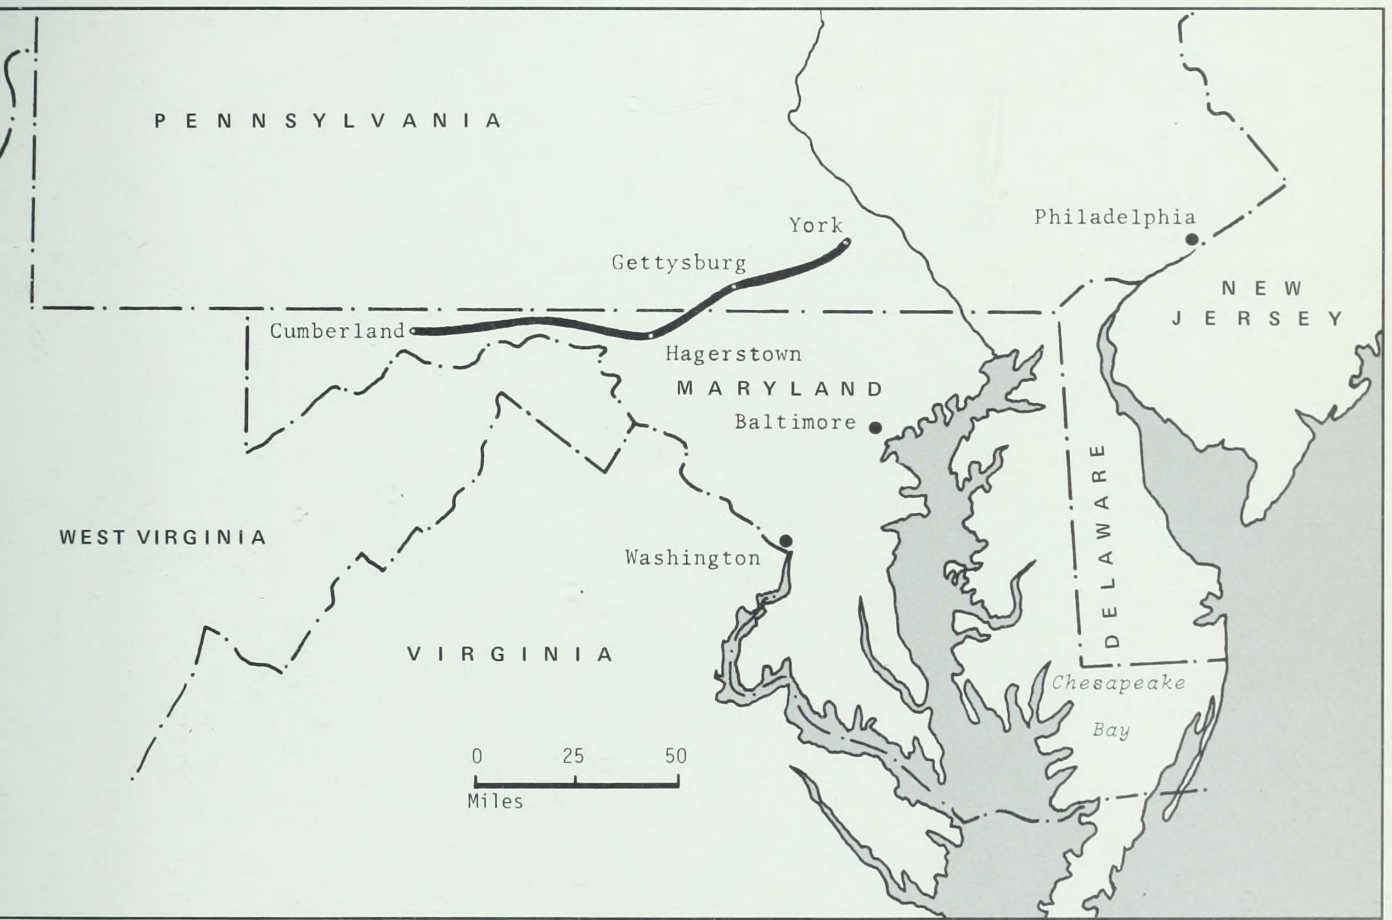 PENNSYLVANIA
York
Philadelphia
Gettysburg
NEW
JERSEY
Cumberland
Hagerstown
MARYLAND
Baltimore
DELAWARE
WEST VIRGINIA
Washington
VIRGINIA
Chesapeake
Bay
0 25 50
Miles